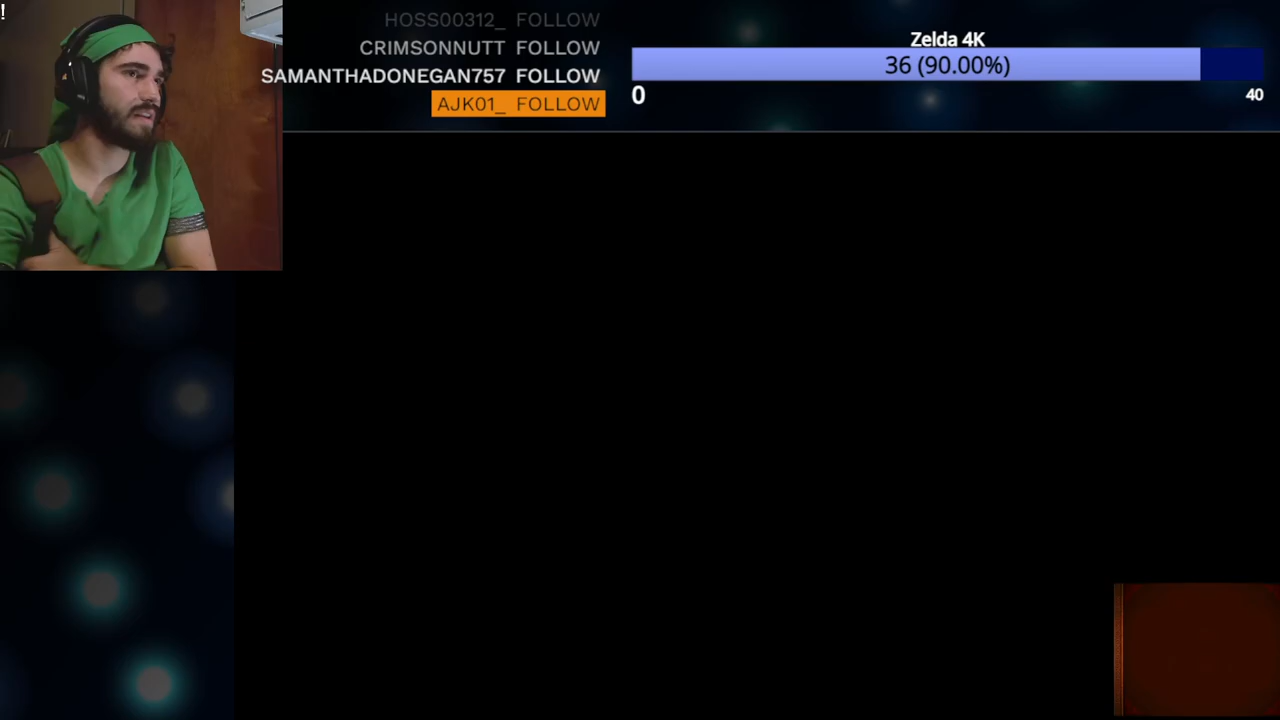 !
HOSS00312_ FOLLOW
CRIMSONNUTT FOLLOW
SAMANTHADONEGAN757 FOLLOW
AJK01_ FOLLOW
Zelda 4K
36 (90.00%)
0
40